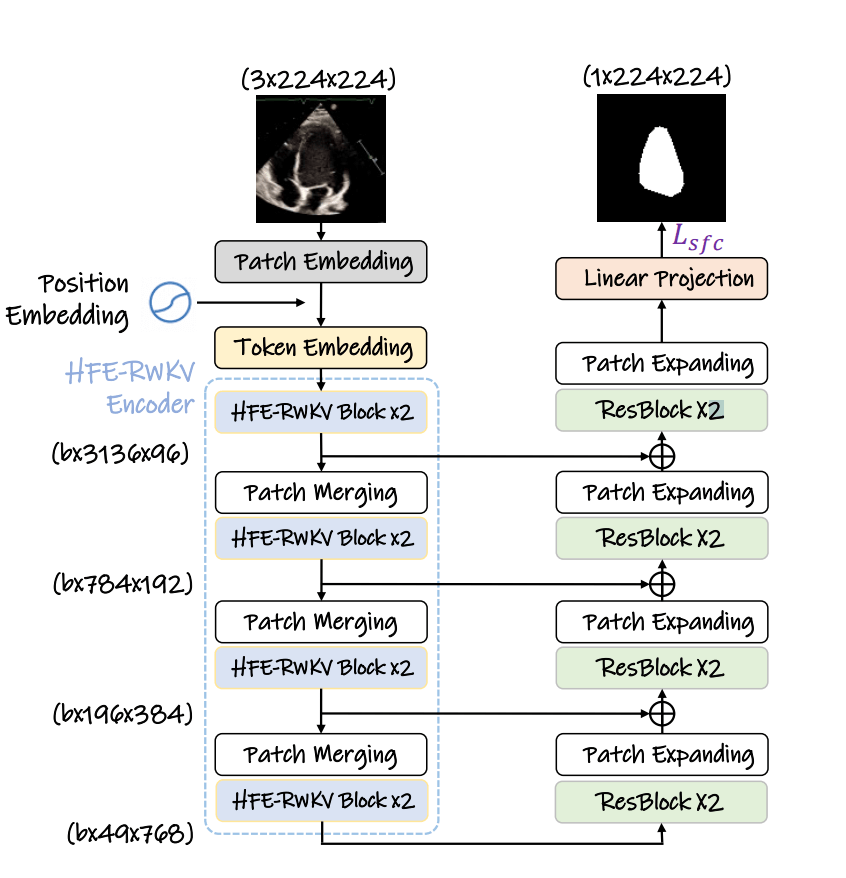 (3x224x224)
Patch Embedding
Position
Embedding
Token Embedding
HFE-RWKV
Encoder
HFE-RWKV Block x2
(bx3136x96)
Patch Merging
HFE-RWKV Block x2
(bx784x192)
Patch Merging
HFE-RWKV Block x2
(bx196x384)
Patch Merging
HFE-RWKV Block x2
(bx49x768)
(1x224x224)
L_sfc
Linear Projection
Patch Expanding
ResBlock X2
Patch Expanding
ResBlock X2
Patch Expanding
ResBlock X2
Patch Expanding
ResBlock X2